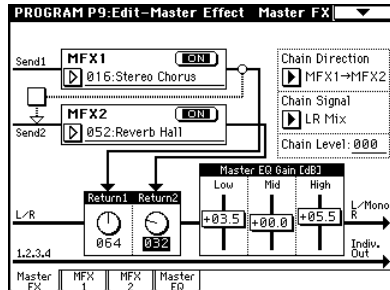 PROGRAM P9:Edit-Master Effect Master FX
Send1
MFX1 ON
016:Stereo Chorus
Chain Direction
MFX1→MFX2
MFX2 ON
Send2
052:Reverb Hall
Chain Signal
LR Mix
Chain Level: 000
Master EQ Gain [dB]
Low Mid High
Return1 Return2
L/R
064 032
+03.5 +00.0 +05.5
L/Mono
R
1.2.3.4
Indiv.
Out
Master FX
MFX 1
MFX 2
Master EQ